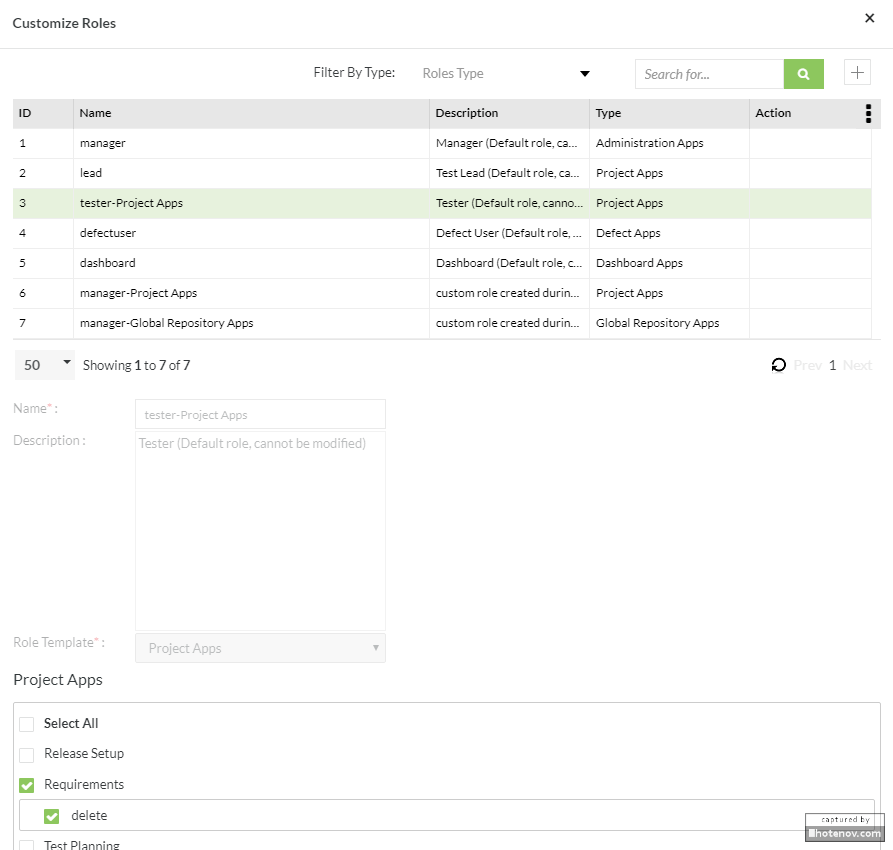 Customize Roles ×
Filter By Type: Roles Type Search for...
ID Name Description Type Action
1 manager Manager (Default role, ca... Administration Apps
2 lead Test Lead (Default role, ca... Project Apps
3 tester-Project Apps Tester (Default role, canno... Project Apps
4 defectuser Defect User (Default role, ... Defect Apps
5 dashboard Dashboard (Default role, c... Dashboard Apps
6 manager-Project Apps custom role created durin... Project Apps
7 manager-Global Repository Apps custom role created durin... Global Repository Apps
50 Showing 1 to 7 of 7 Prev 1 Next
Name* : tester-Project Apps
Description : Tester (Default role, cannot be modified)
Role Template* : Project Apps
Project Apps
Select All
Release Setup
Requirements
delete
captured by
hotenov.com
Test Planning